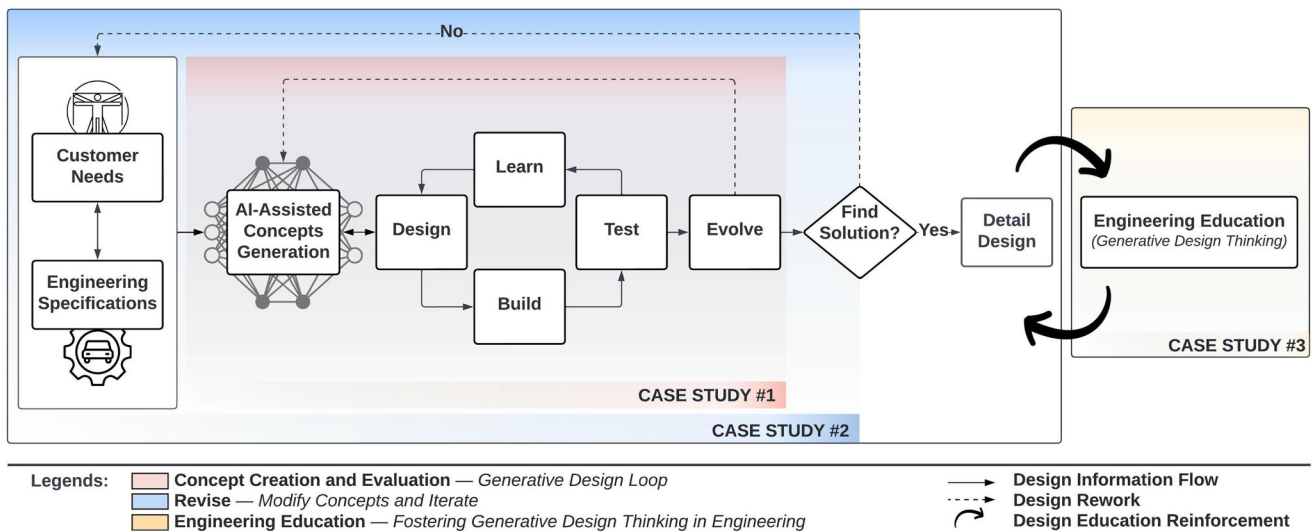 No
Customer
Needs
Engineering
Specifications
AI-Assisted
Concepts
Generation
Design
Learn
Build
Test
Evolve
Find
Solution?
Yes
Detail
Design
Engineering Education
(Generative Design Thinking)
CASE STUDY #3
CASE STUDY #1
CASE STUDY #2
Legends:
Concept Creation and Evaluation — Generative Design Loop
Revise — Modify Concepts and Iterate
Engineering Education — Fostering Generative Design Thinking in Engineering
Design Information Flow
Design Rework
Design Education Reinforcement